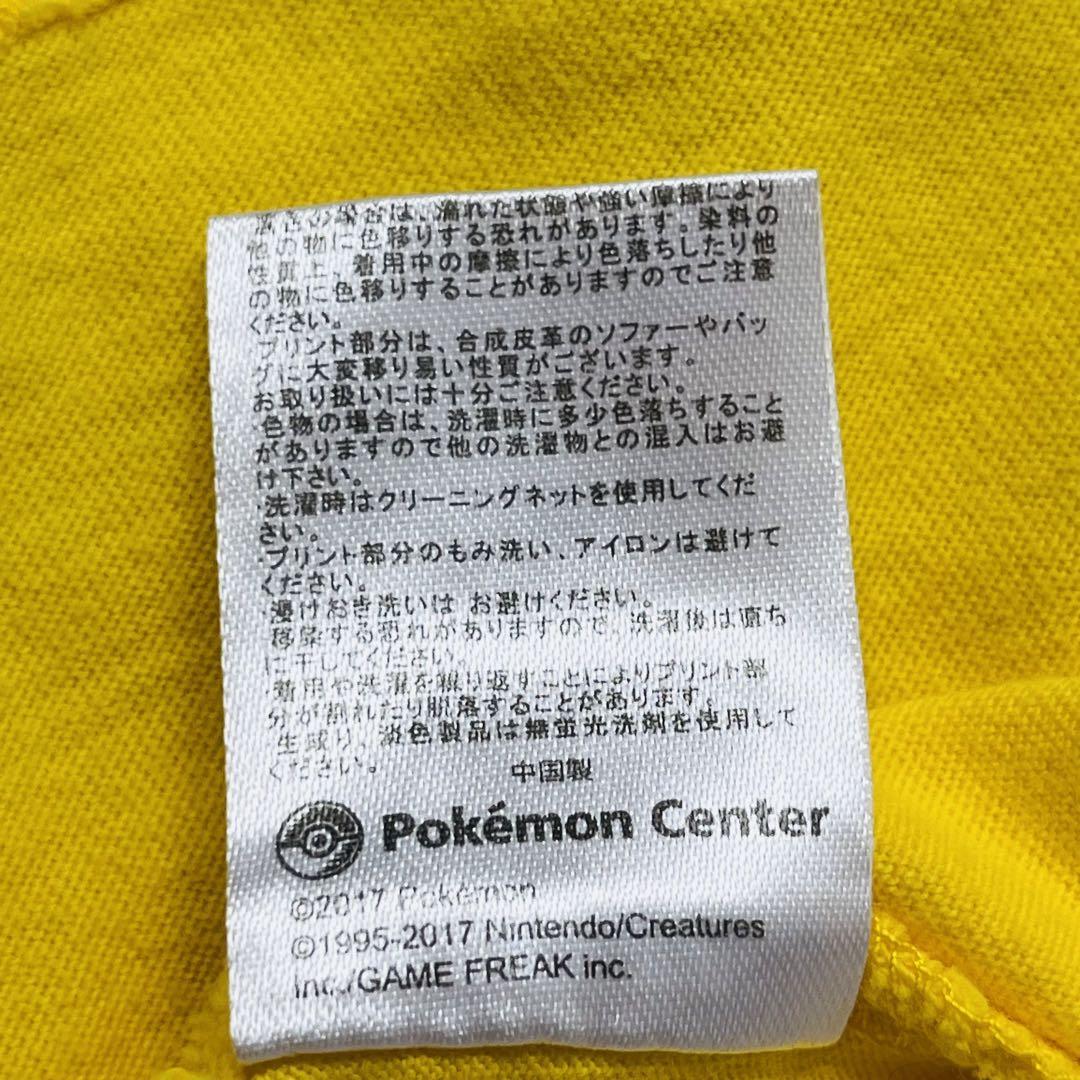 濃色の場合は、濡れた状態や強い摩擦により
他の物に色移りする恐れがあります。染料の
性質上、着用中の摩擦により色落ちしたり他
の物に色移りすることがありますのでご注意
ください。
・プリント部分は、合成皮革のソファーやバッ
グに大変移り易い性質がございます。
お取り扱いには十分ご注意ください。
・色物の場合は、洗濯時に多少色落ちすること
がありますので他の洗濯物との混入はお避
け下さい。
・洗濯時はクリーニングネットを使用してくだ
さい。
・プリント部分のもみ洗い、アイロンは避けて
ください。
・浸けおき洗いは お避けください。
移染する恐れがありますので、洗濯後は直ち
に干してください。
・着用や洗濯を繰り返すことによりプリント部
分が割れたり脱落することがあります。
生成り、淡色製品は無蛍光洗剤を使用して
ください。
中国製
Pokémon Center
©2017 Pokémon
©1995-2017 Nintendo/Creatures
Inc./GAME FREAK inc.